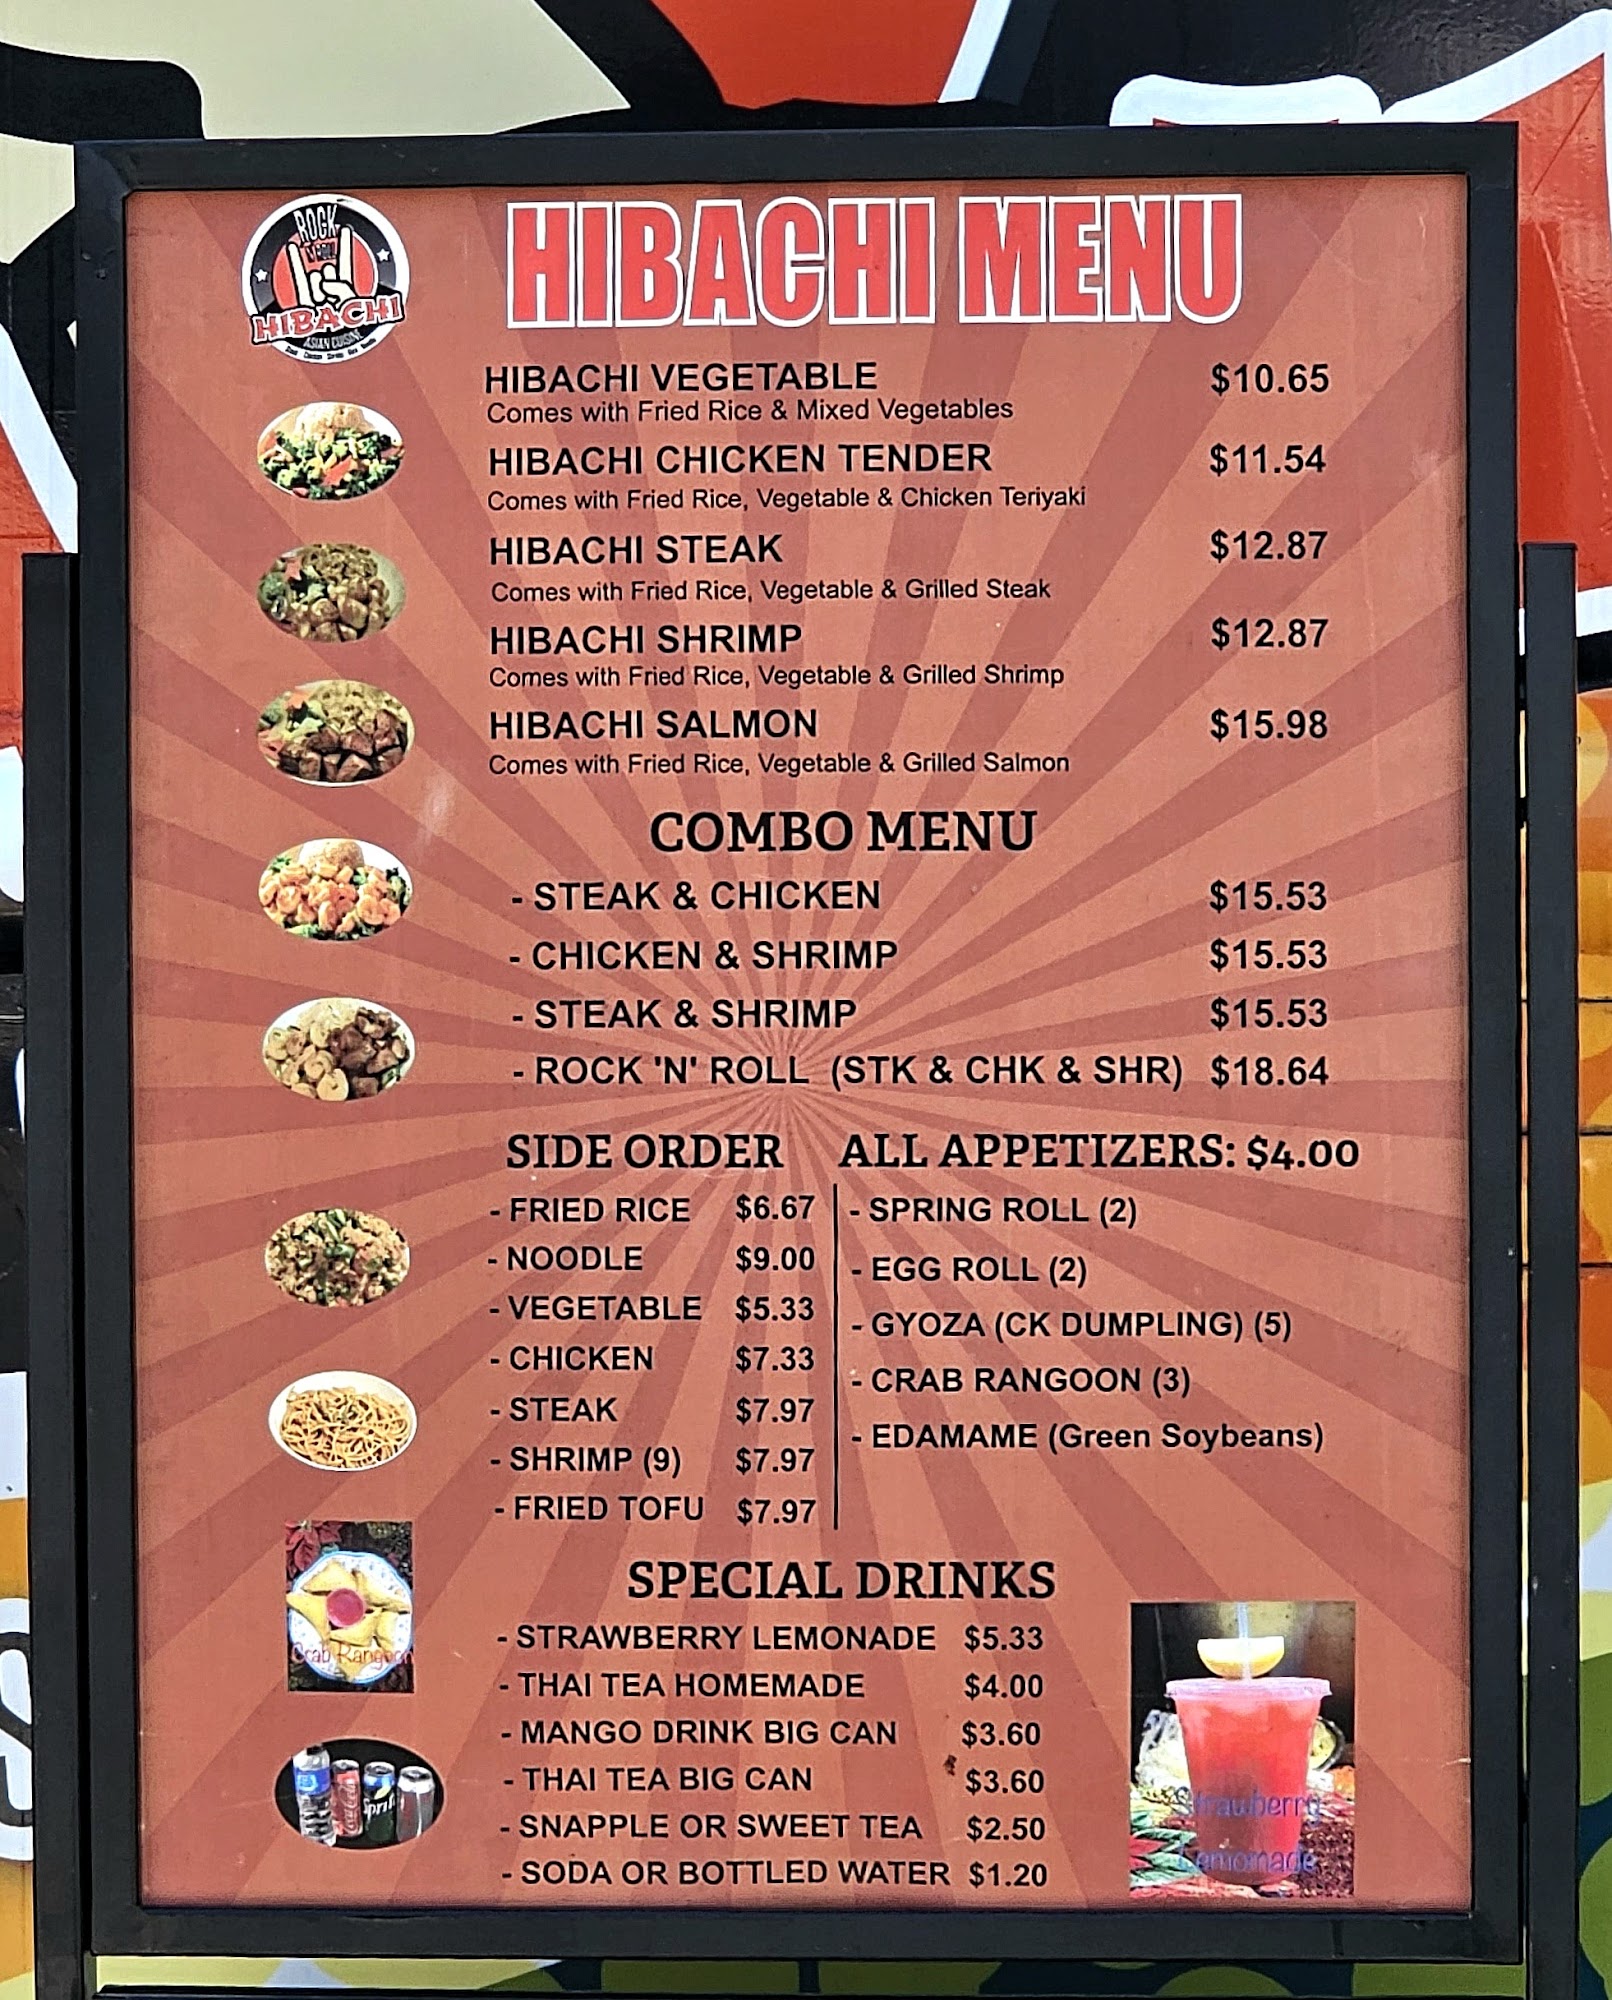 ROCK
N ROLL
HIBACHI
ASIAN CUISINE
HIBACHI MENU
HIBACHI VEGETABLE $10.65
Comes with Fried Rice & Mixed Vegetables
HIBACHI CHICKEN TENDER $11.54
Comes with Fried Rice, Vegetable & Chicken Teriyaki
HIBACHI STEAK $12.87
Comes with Fried Rice, Vegetable & Grilled Steak
HIBACHI SHRIMP $12.87
Comes with Fried Rice, Vegetable & Grilled Shrimp
HIBACHI SALMON $15.98
Comes with Fried Rice, Vegetable & Grilled Salmon
COMBO MENU
- STEAK & CHICKEN $15.53
- CHICKEN & SHRIMP $15.53
- STEAK & SHRIMP $15.53
- ROCK 'N' ROLL (STK & CHK & SHR) $18.64
SIDE ORDER
- FRIED RICE $6.67
- NOODLE $9.00
- VEGETABLE $5.33
- CHICKEN $7.33
- STEAK $7.97
- SHRIMP (9) $7.97
- FRIED TOFU $7.97
ALL APPETIZERS: $4.00
- SPRING ROLL (2)
- EGG ROLL (2)
- GYOZA (CK DUMPLING) (5)
- CRAB RANGOON (3)
- EDAMAME (Green Soybeans)
Crab Rangoon
SPECIAL DRINKS
- STRAWBERRY LEMONADE $5.33
- THAI TEA HOMEMADE $4.00
- MANGO DRINK BIG CAN $3.60
- THAI TEA BIG CAN $3.60
- SNAPPLE OR SWEET TEA $2.50
- SODA OR BOTTLED WATER $1.20
Coca-Cola
Sprite
Strawberry
Lemonade